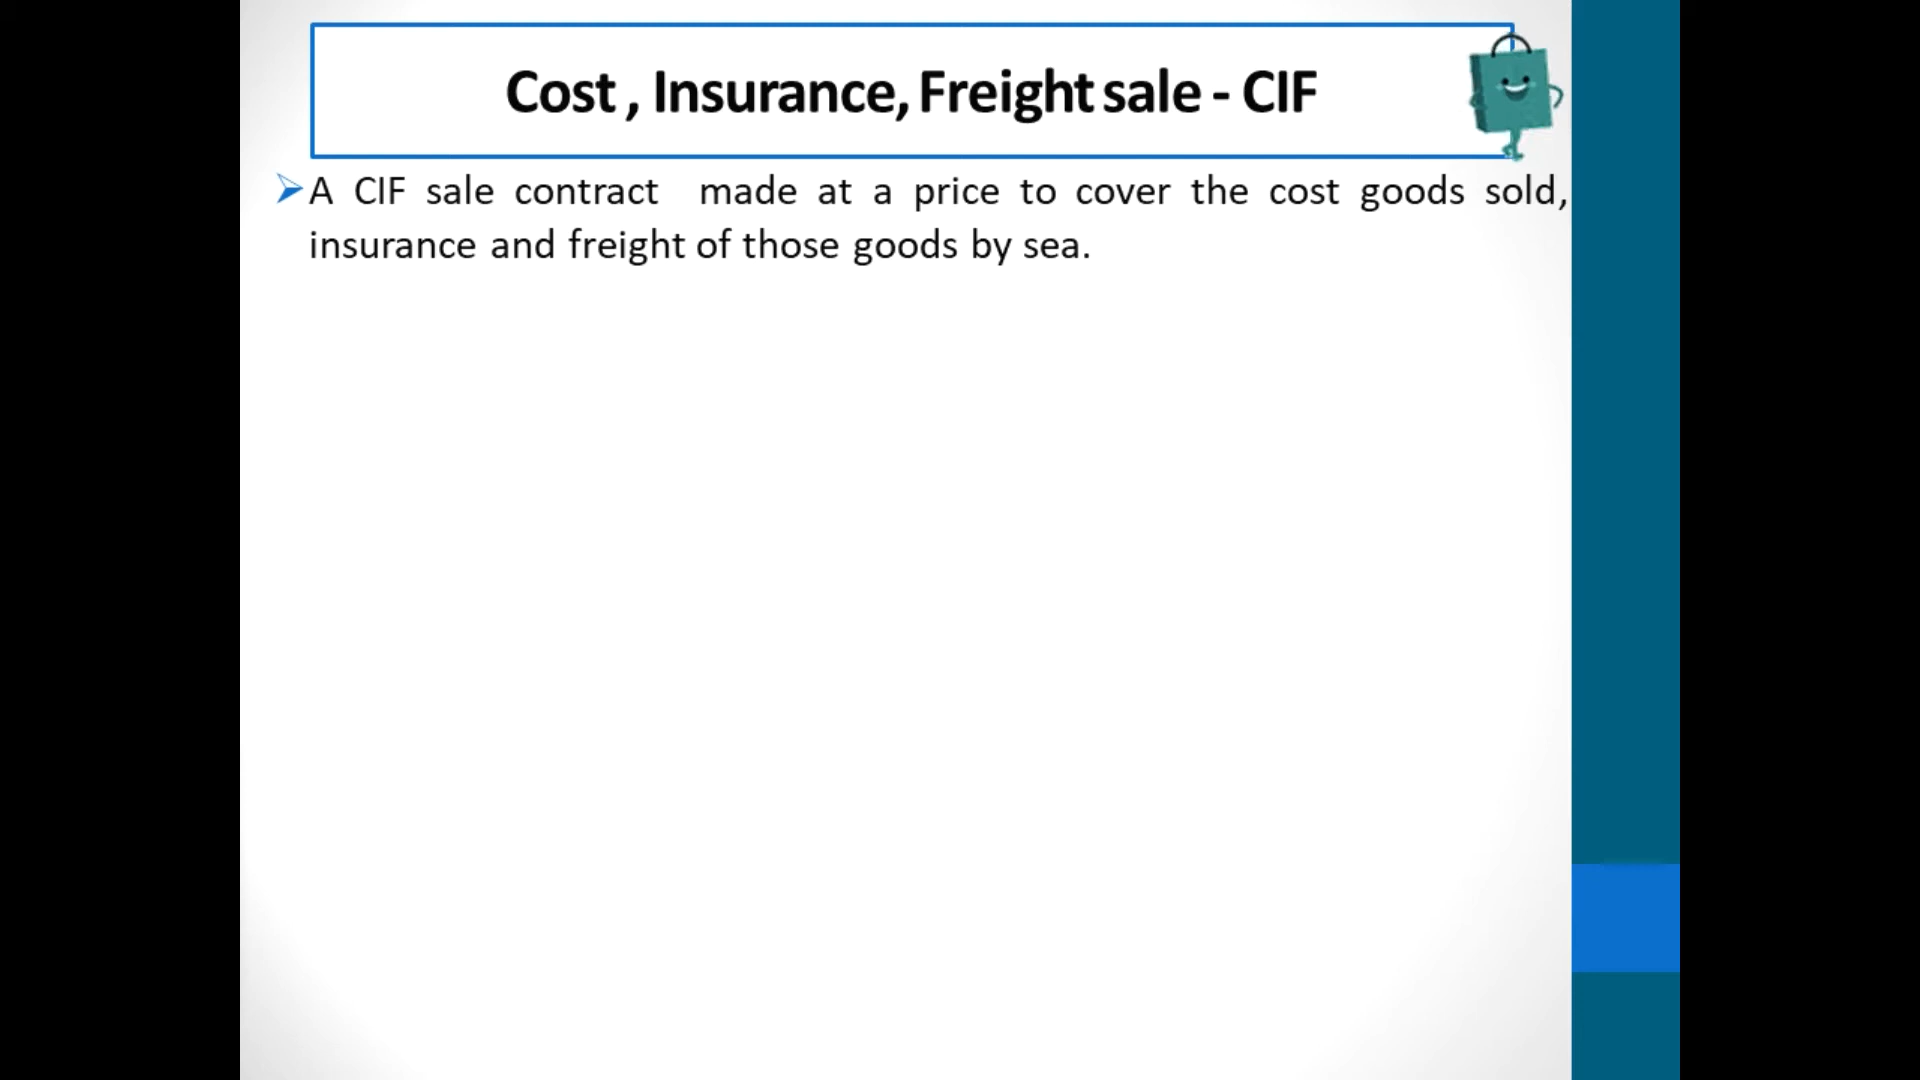 Cost , Insurance, Freight sale - CIF
A CIF sale contract made at a price to cover the cost goods sold,
insurance and freight of those goods by sea.